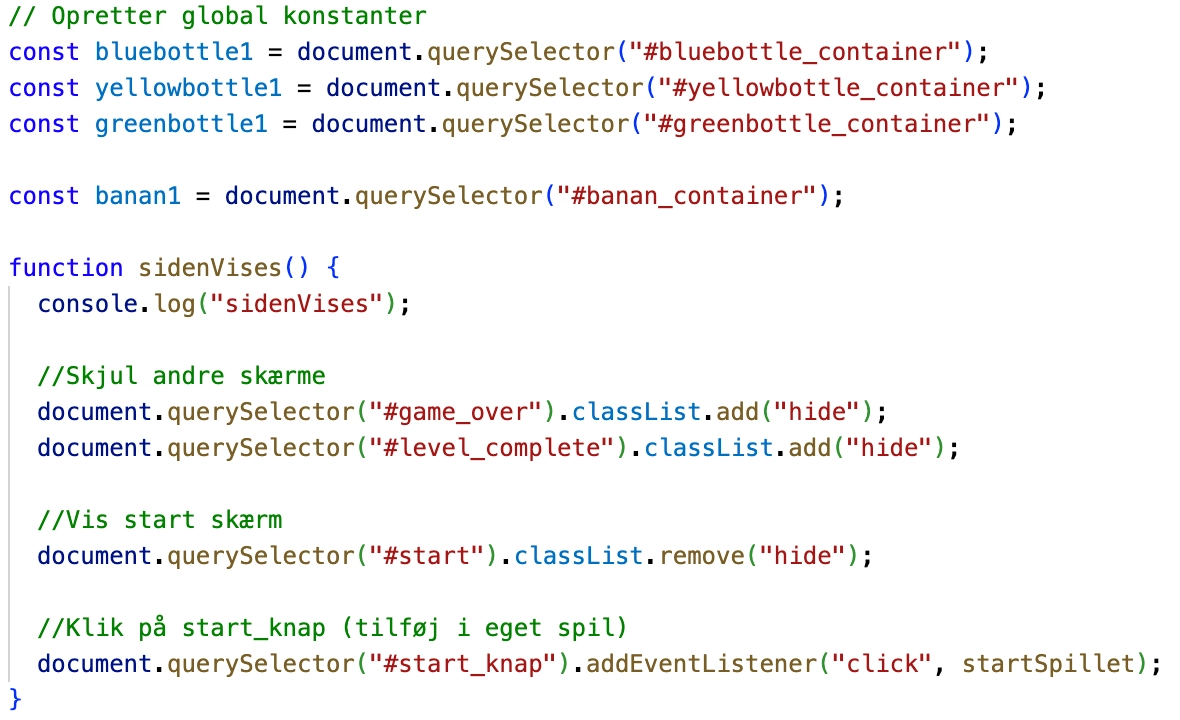 // Opretter global konstanter
const bluebottle1 = document.querySelector("#bluebottle_container");
const yellowbottle1 = document.querySelector("#yellowbottle_container");
const greenbottle1 = document.querySelector("#greenbottle_container");

const banan1 = document.querySelector("#banan_container");

function sidenVises() {
  console.log("sidenVises");

  //Skjul andre skærme
  document.querySelector("#game_over").classList.add("hide");
  document.querySelector("#level_complete").classList.add("hide");

  //Vis start skærm
  document.querySelector("#start").classList.remove("hide");

  //Klik på start_knap (tilføj i eget spil)
  document.querySelector("#start_knap").addEventListener("click", startSpillet);
}